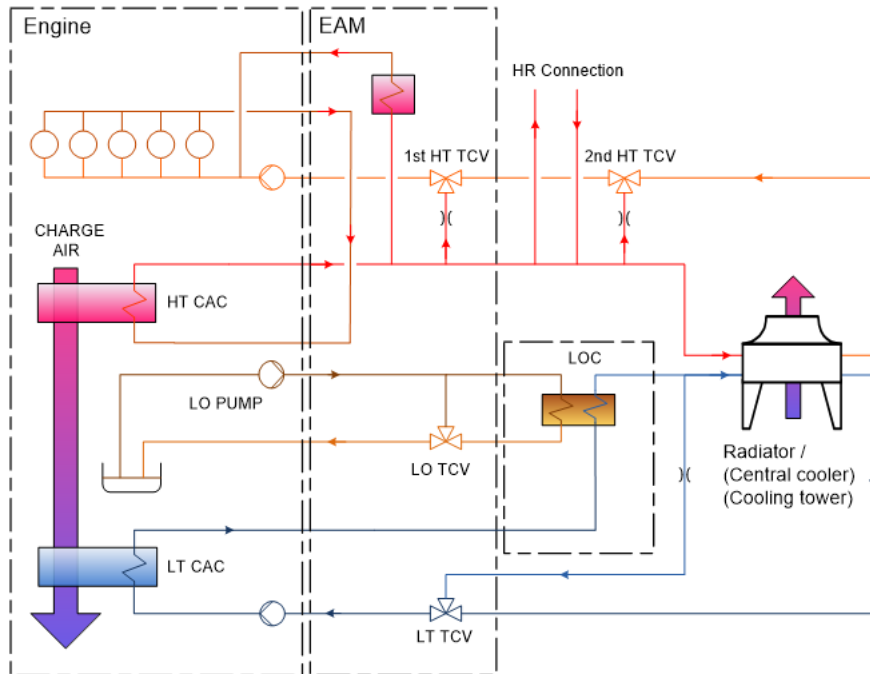 Engine
EAM
HR Connection
1st HT TCV
2nd HT TCV
CHARGE
AIR
HT CAC
LOC
LO PUMP
LO TCV
Radiator /
(Central cooler)
(Cooling tower)
LT CAC
LT TCV